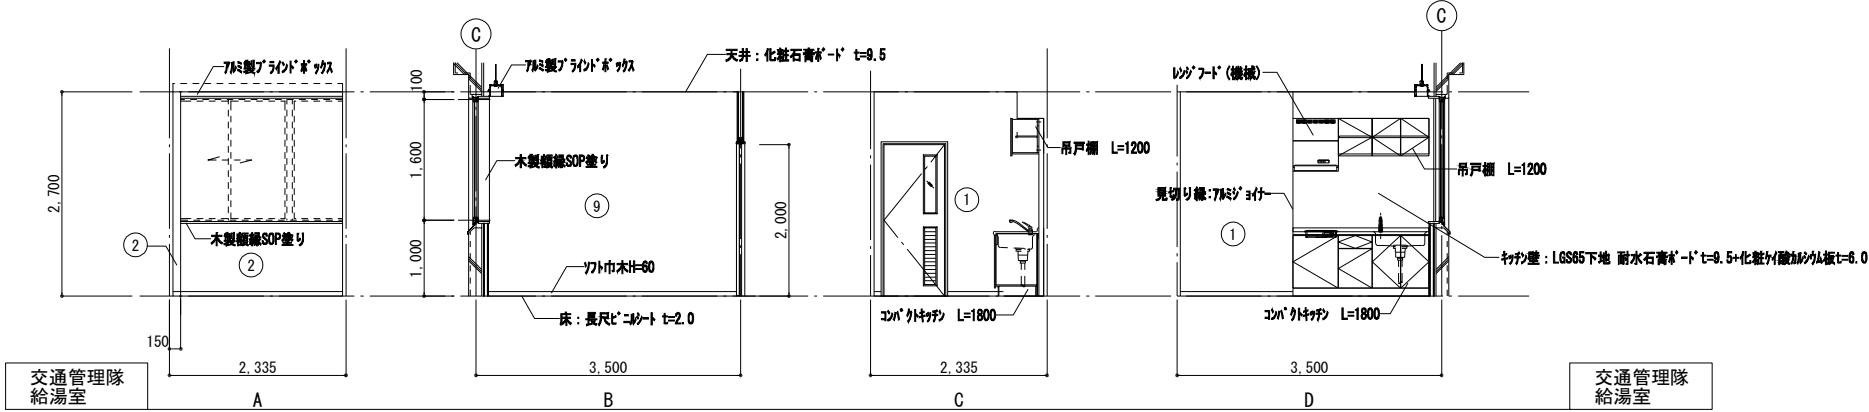 C
C
ｱﾙﾐ製ﾌﾞﾗｲﾝﾄﾞﾎﾞｯｸｽ
木製額縁SOP塗り
2
2
2,700
150
2,335
A
ｱﾙﾐ製ﾌﾞﾗｲﾝﾄﾞﾎﾞｯｸｽ
天井：化粧石膏ﾎﾞｰﾄﾞ t=9.5
100
1,600
1,000
木製額縁SOP塗り
9
2,000
ｿﾌﾄ巾木H=60
床：長尺ﾋﾞﾆﾙｼｰﾄ t=2.0
3,500
B
吊戸棚 L=1200
1
ｺﾝﾊﾟｸﾄｷｯﾁﾝ L=1800
2,335
C
ﾚﾝｼﾞﾌｰﾄﾞ(機械)
吊戸棚 L=1200
見切り縁:ｱﾙﾐｼﾞｮｲﾅｰ
1
ｷｯﾁﾝ壁：LGS65下地 耐水石膏ﾎﾞｰﾄﾞt=9.5+化粧ｹｲ酸ｶﾙｼｳﾑ板t=6.0
ｺﾝﾊﾟｸﾄｷｯﾁﾝ L=1800
3,500
D
交通管理隊
給湯室
交通管理隊
給湯室